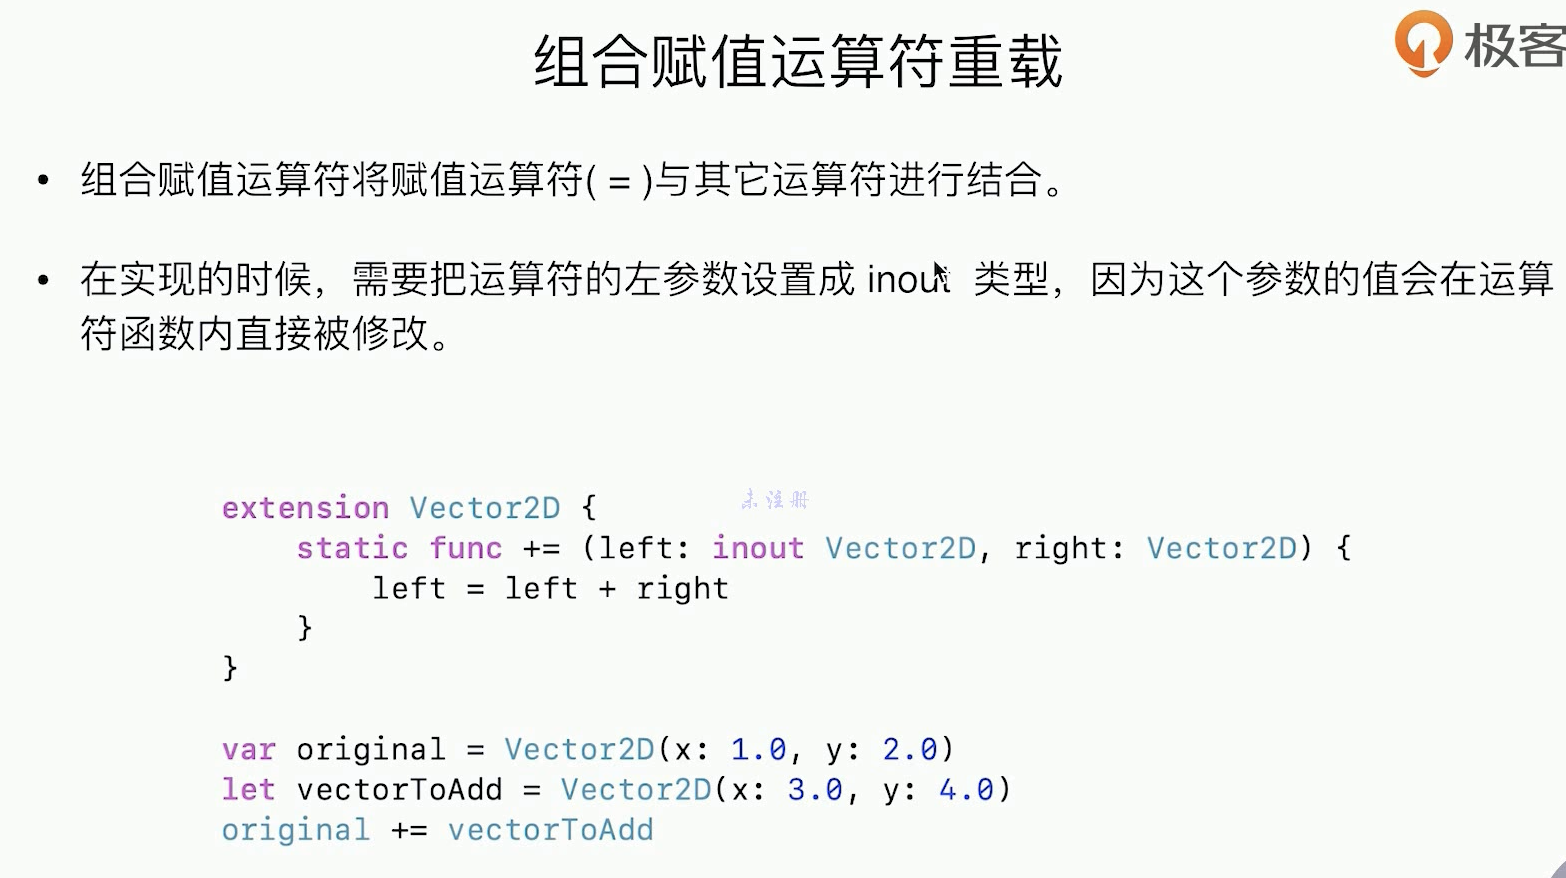 组合赋值运算符重载
极客
• 组合赋值运算符将赋值运算符( = )与其它运算符进行结合。
• 在实现的时候，需要把运算符的左参数设置成 inout 类型，因为这个参数的值会在运算
符函数内直接被修改。
未注册
extension Vector2D {
    static func += (left: inout Vector2D, right: Vector2D) {
        left = left + right
    }
}
var original = Vector2D(x: 1.0, y: 2.0)
let vectorToAdd = Vector2D(x: 3.0, y: 4.0)
original += vectorToAdd